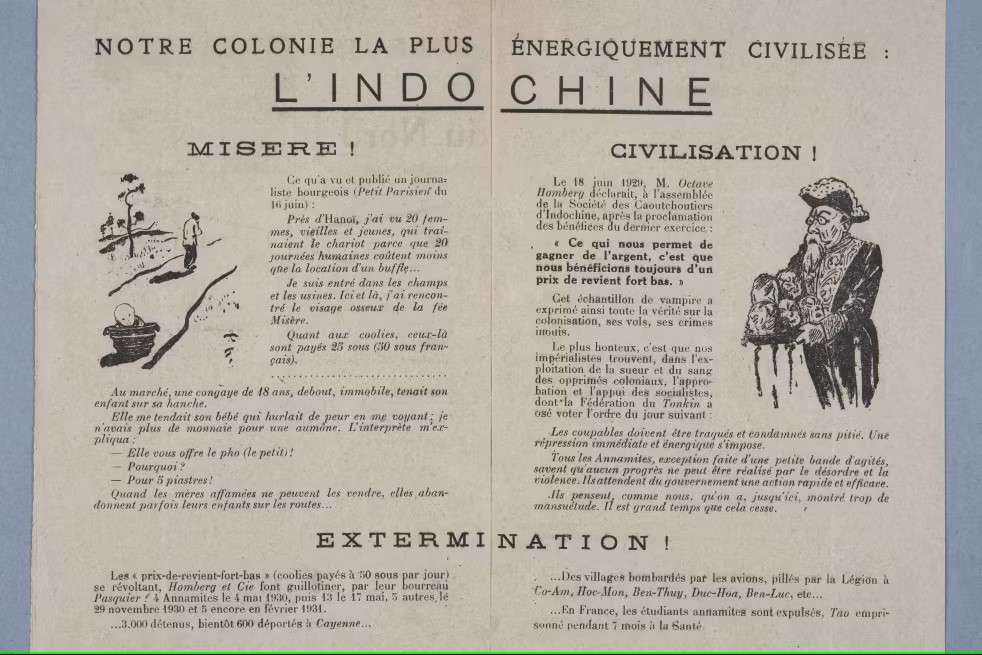 NOTRE COLONIE LA PLUS ÉNERGIQUEMENT CIVILISÉE :
L'INDOCHINE
MISERE !
Ce qu'a vu et publié un journa-
liste bourgeois (Petit Parisien du
16 juin) :
Près d'Hanoï, j'ai vu 20 fem-
mes, vieilles et jeunes, qui traî-
naient le chariot parce que 20
journées humaines coûtent moins
que la location d'un buffle...
Je suis entré dans les champs
et les usines. Ici et là, j'ai rencon-
tré le visage osseux de la fée
Misère.
Quant aux coolies, ceux-là
sont payés 25 sous (50 sous fran-
çais).
Au marché, une congaye de 18 ans, debout, immobile, tenait son
enfant sur sa hanche.
Elle me tendait son bébé qui hurlait de peur en me voyant ; je
n'avais plus de monnaie pour une aumône. L'interprète m'ex-
pliqua :
— Elle vous offre le pho (le petit) !
— Pourquoi ?
— Pour 5 piastres !
Quand les mères affamées ne peuvent les vendre, elles aban-
donnent parfois leurs enfants sur les routes...
CIVILISATION !
Le 18 juin 1929, M. Octave
Homberg déclarait, à l'assemblée
de la Société des Caoutchoutiers
d'Indochine, après la proclamation
des bénéfices du dernier exercice :
« Ce qui nous permet de
gagner de l'argent, c'est que
nous bénéficions toujours d'un
prix de revient fort bas. »
Cet échantillon de vampire a
exprimé ainsi toute la vérité sur la
colonisation, ses vols, ses crimes
inouïs.
Le plus honteux, c'est que nos
impérialistes trouvent, dans l'ex-
ploitation de la sueur et du sang
des opprimés coloniaux, l'appro-
bation et l'appui des socialistes,
dont la Fédération du Tonkin a
osé voter l'ordre du jour suivant :
Les coupables doivent être traqués et condamnés sans pitié. Une
répression immédiate et énergique s'impose.
Tous les Annamites, exception faite d'une petite bande d'agités,
savent qu'aucun progrès ne peut être réalisé par le désordre et la
violence. Ils attendent du gouvernement une action rapide et efficace.
Ils pensent, comme nous, qu'on a, jusqu'ici, montré trop de
mansuétude. Il est grand temps que cela cesse.
EXTERMINATION !
Les « prix-de-revient-fort-bas » (coolies payés à 50 sous par jour)
se révoltant, Homberg et Cie font guillotiner, par leur bourreau
Pasquier ! 4 Annamites le 4 mai 1930, puis 13 le 17 mai, 5 autres le
29 novembre 1930 et 5 encore en février 1931.
...3.000 détenus, bientôt 600 déportés à Cayenne...
...Des villages bombardés par les avions, pillés par la Légion à
Co-Am, Hoc-Mon, Ben-Thuy, Duc-Hoa, Ben-Luc, etc...
...En France, les étudiants annamites sont expulsés, Tao empri-
sonné pendant 7 mois à la Santé